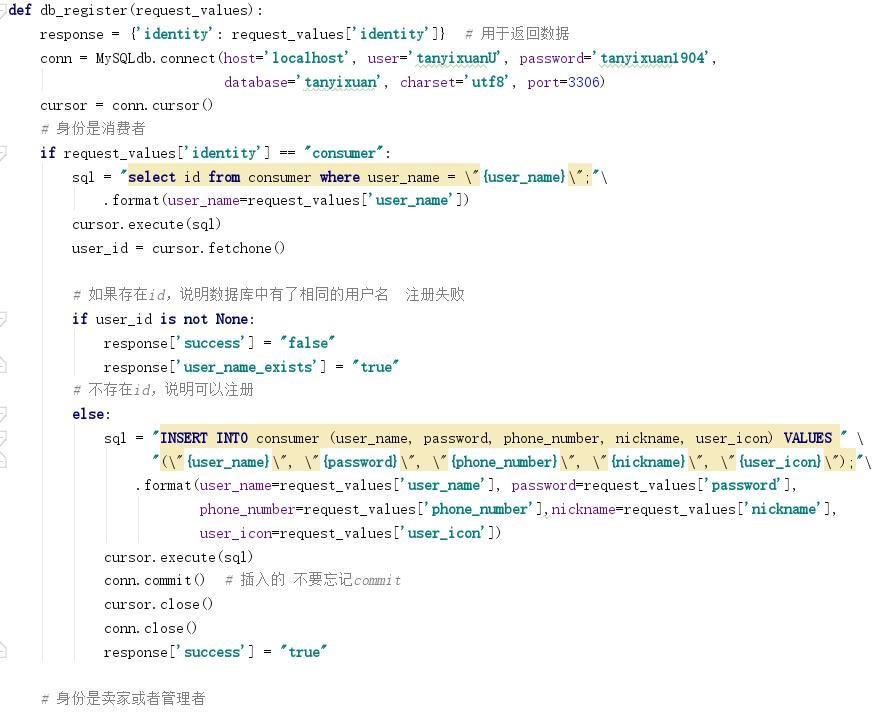 def db_register(request_values):
    response = {'identity': request_values['identity']}  # 用于返回数据
    conn = MySQLdb.connect(host='localhost', user='tanyixuanU', password='tanyixuan1904',
                           database='tanyixuan', charset='utf8', port=3306)
    cursor = conn.cursor()
    # 身份是消费者
    if request_values['identity'] == "consumer":
        sql = "select id from consumer where user_name = \"{user_name}\";"\
            .format(user_name=request_values['user_name'])
        cursor.execute(sql)
        user_id = cursor.fetchone()
        # 如果存在id，说明数据库中有了相同的用户名  注册失败
        if user_id is not None:
            response['success'] = "false"
            response['user_name_exists'] = "true"
        # 不存在id，说明可以注册
        else:
            sql = "INSERT INTO consumer (user_name, password, phone_number, nickname, user_icon) VALUES " \
                  "(\"{user_name}\", \"{password}\", \"{phone_number}\", \"{nickname}\", \"{user_icon}\");"\
                .format(user_name=request_values['user_name'], password=request_values['password'],
                        phone_number=request_values['phone_number'],nickname=request_values['nickname'],
                        user_icon=request_values['user_icon'])
            cursor.execute(sql)
            conn.commit()  # 插入的 不要忘记commit
            cursor.close()
            conn.close()
            response['success'] = "true"
    # 身份是卖家或者管理者